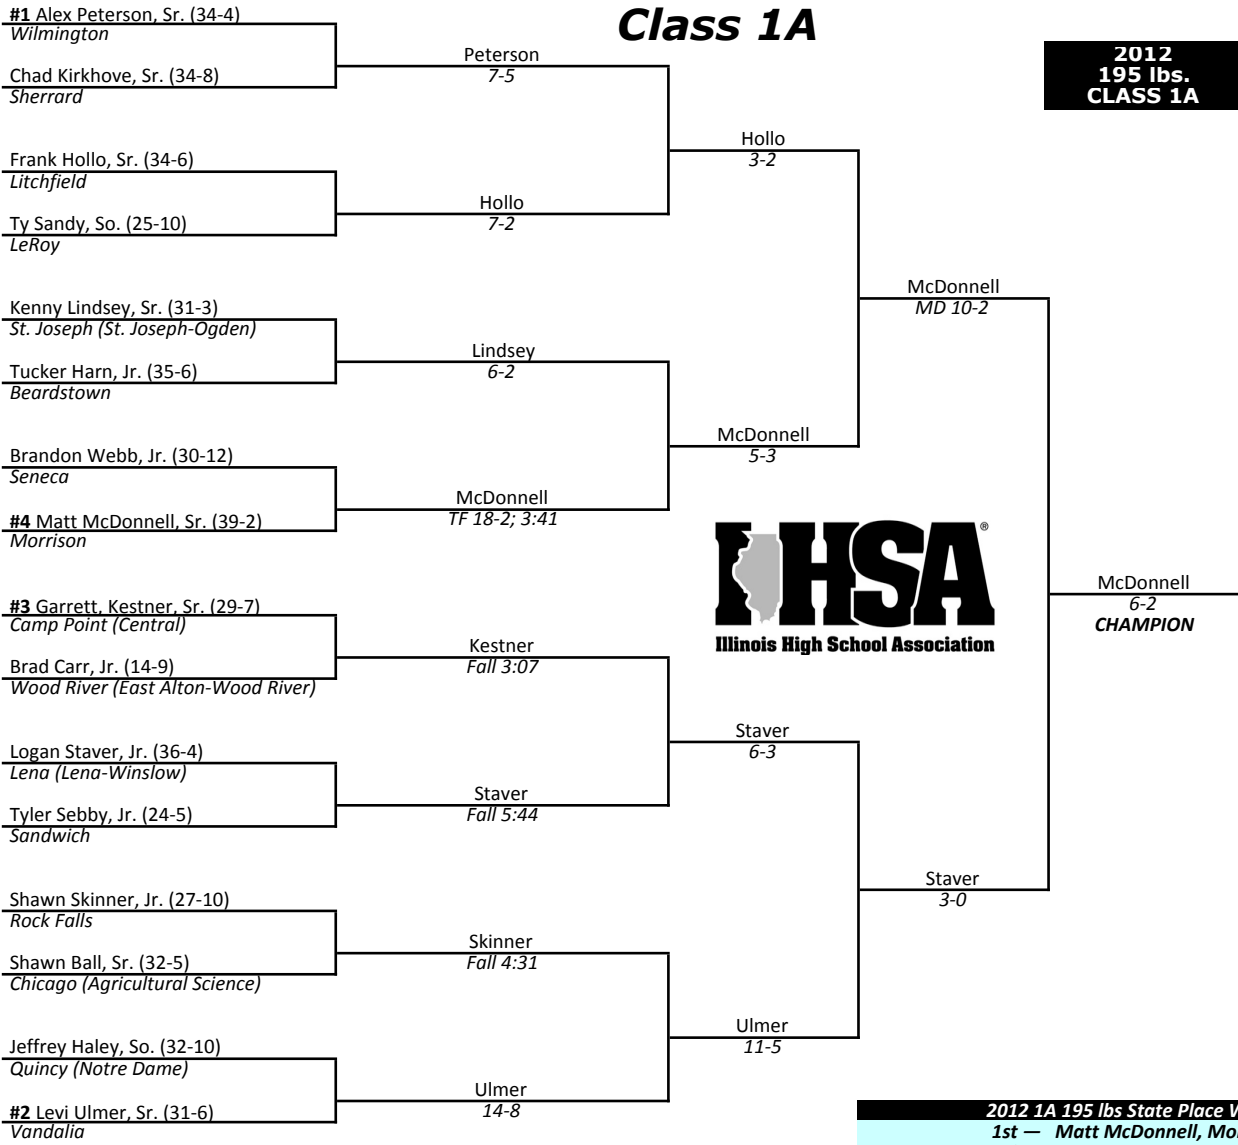 Class 1A
2012
195 lbs.
CLASS 1A
#1 Alex Peterson, Sr. (34-4)
Wilmington
Chad Kirkhove, Sr. (34-8)
Sherrard
Frank Hollo, Sr. (34-6)
Litchfield
Ty Sandy, So. (25-10)
LeRoy
Kenny Lindsey, Sr. (31-3)
St. Joseph (St. Joseph-Ogden)
Tucker Harn, Jr. (35-6)
Beardstown
Brandon Webb, Jr. (30-12)
Seneca
#4 Matt McDonnell, Sr. (39-2)
Morrison
#3 Garrett, Kestner, Sr. (29-7)
Camp Point (Central)
Brad Carr, Jr. (14-9)
Wood River (East Alton-Wood River)
Logan Staver, Jr. (36-4)
Lena (Lena-Winslow)
Tyler Sebby, Jr. (24-5)
Sandwich
Shawn Skinner, Jr. (27-10)
Rock Falls
Shawn Ball, Sr. (32-5)
Chicago (Agricultural Science)
Jeffrey Haley, So. (32-10)
Quincy (Notre Dame)
#2 Levi Ulmer, Sr. (31-6)
Vandalia
Peterson
7-5
Hollo
7-2
Lindsey
6-2
McDonnell
TF 18-2; 3:41
Kestner
Fall 3:07
Staver
Fall 5:44
Skinner
Fall 4:31
Ulmer
14-8
Hollo
3-2
McDonnell
5-3
Staver
6-3
Ulmer
11-5
McDonnell
MD 10-2
Staver
3-0
McDonnell
6-2
CHAMPION
IHSA®
Illinois High School Association
2012 1A 195 lbs State Place W
1st — Matt McDonnell, Mo